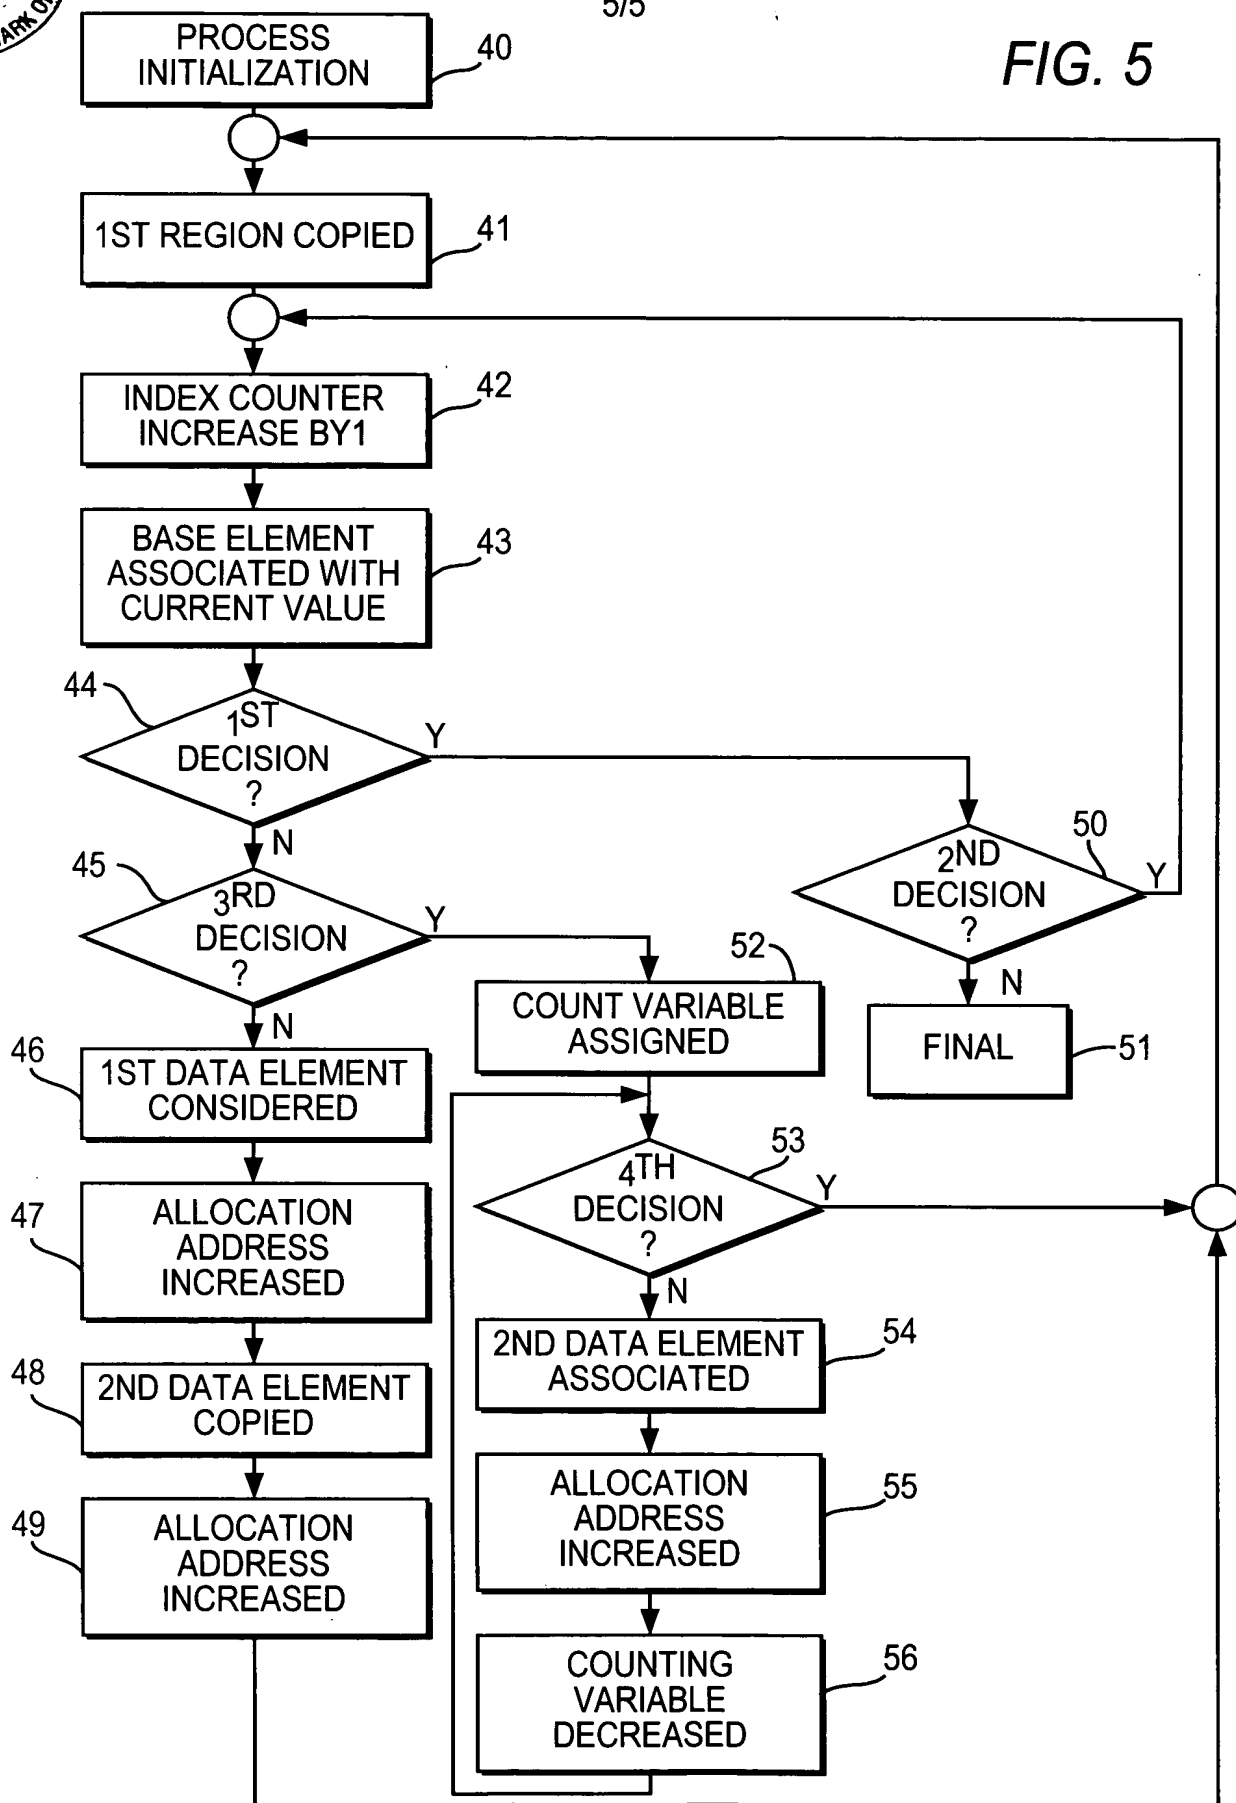 5/5
FIG. 5
PROCESS
INITIALIZATION
40
1ST REGION COPIED
41
INDEX COUNTER
INCREASE BY1
42
BASE ELEMENT
ASSOCIATED WITH
CURRENT VALUE
43
44
1ST
DECISION
?
Y
N
45
3RD
DECISION
?
Y
N
2ND
DECISION
?
50
Y
N
FINAL
51
52
COUNT VARIABLE
ASSIGNED
46
1ST DATA ELEMENT
CONSIDERED
4TH
DECISION
?
53
Y
N
47
ALLOCATION
ADDRESS
INCREASED
2ND DATA ELEMENT
ASSOCIATED
54
48
2ND DATA ELEMENT
COPIED
ALLOCATION
ADDRESS
INCREASED
55
49
ALLOCATION
ADDRESS
INCREASED
COUNTING
VARIABLE
DECREASED
56